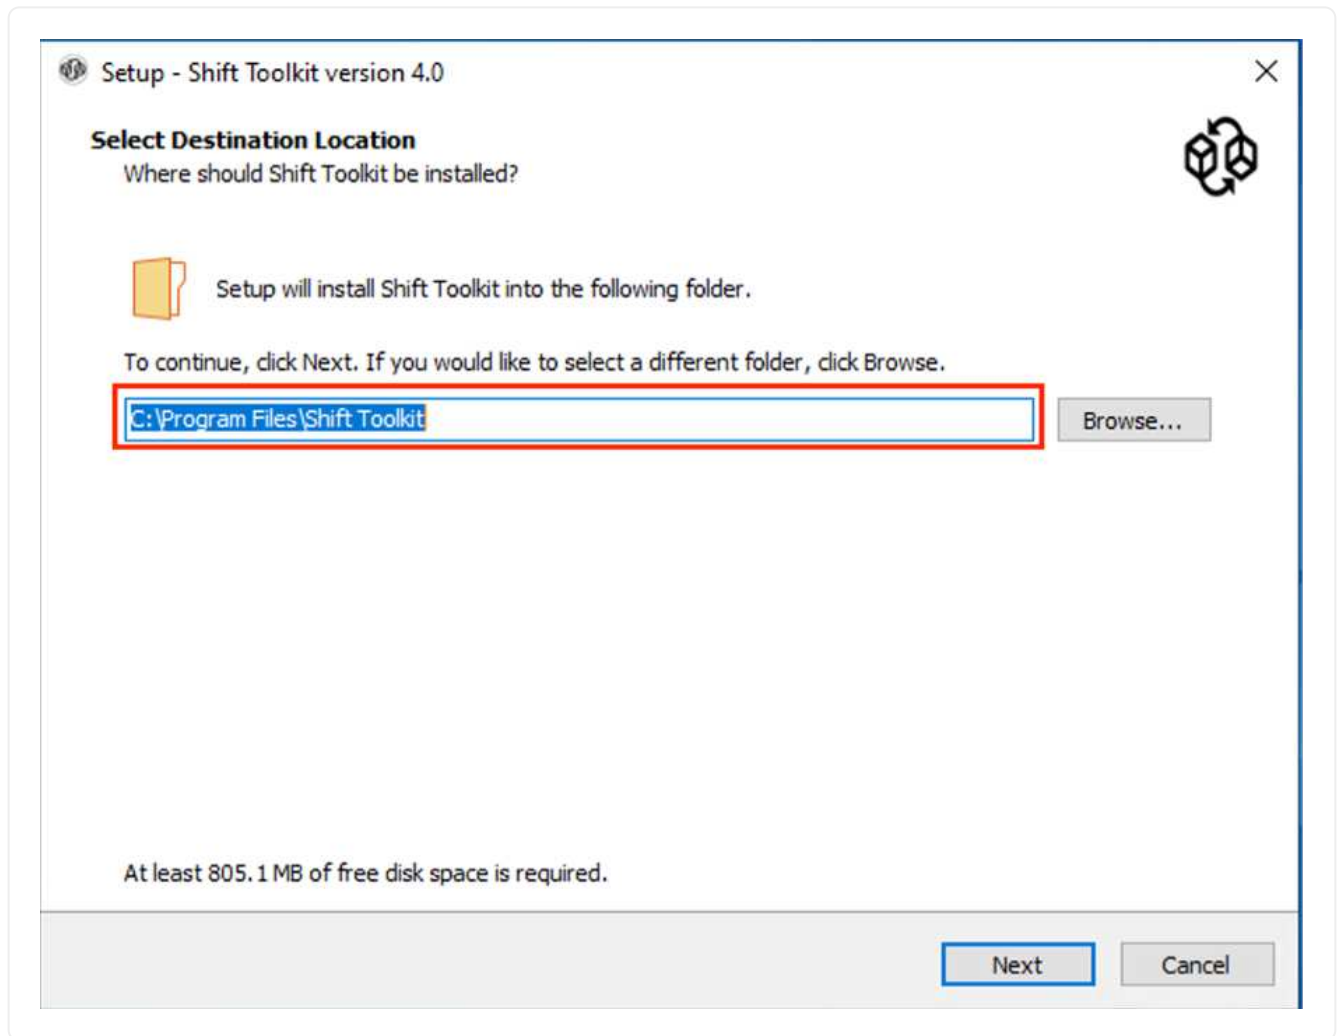 Setup - Shift Toolkit version 4.0
Select Destination Location
Where should Shift Toolkit be installed?
Setup will install Shift Toolkit into the following folder.
To continue, click Next. If you would like to select a different folder, click Browse.
C:\Program Files\Shift Toolkit
Browse...
At least 805.1 MB of free disk space is required.
Next
Cancel